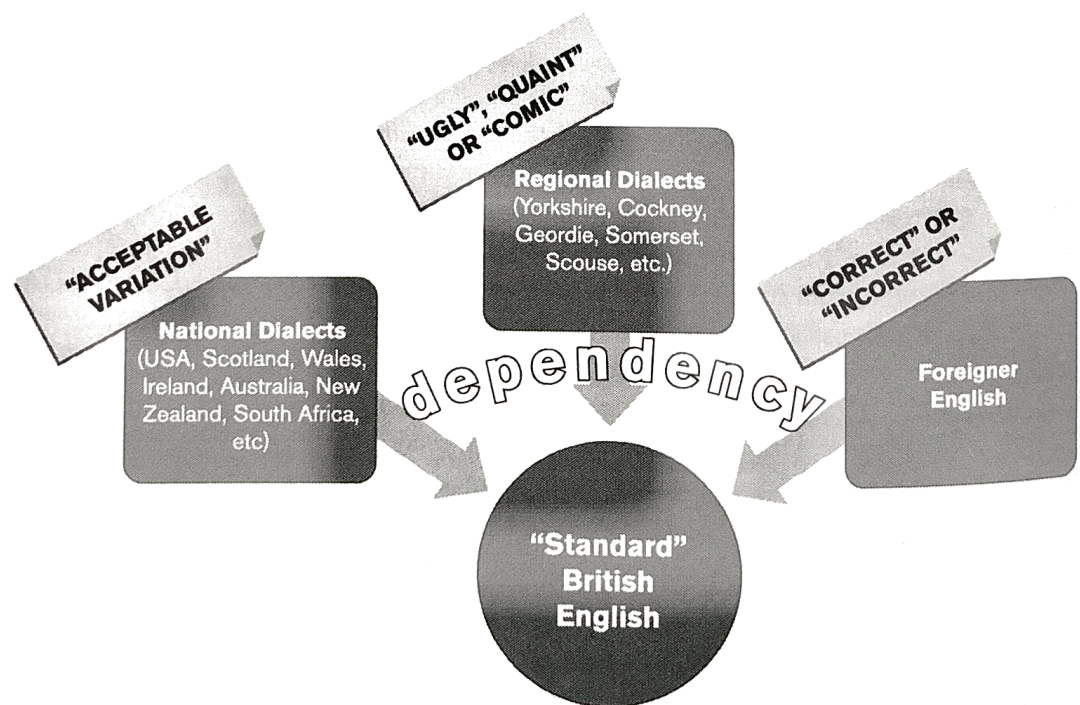 "UGLY", "QUAINT"
OR "COMIC"
Regional Dialects
(Yorkshire, Cockney,
Geordie, Somerset,
Scouse, etc.)
"ACCEPTABLE
VARIATION"
National Dialects
(USA, Scotland, Wales,
Ireland, Australia, New
Zealand, South Africa,
etc)
"CORRECT" OR
"INCORRECT"
Foreigner
English
dependency
"Standard"
British
English